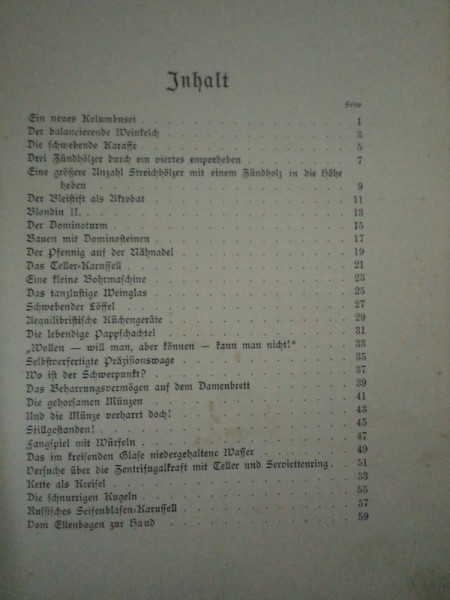 Inhalt
Seite
Ein neues Kolumbusei . . . . . . . . . . 1
Der balancierende Weinkelch . . . . . . . . . . 3
Die schwebende Karaffe . . . . . . . . . . 5
Drei Zündhölzer durch ein viertes emporheben . . . . . . . 7
Eine größere Anzahl Streichhölzer mit einem Zündholz in die Höhe
heben . . . . . . . . . . 9
Der Bleistift als Akrobat . . . . . . . . . . 11
Blondin II. . . . . . . . . . . 13
Der Dominoturm . . . . . . . . . . 15
Bauen mit Dominosteinen . . . . . . . . . . 17
Der Pfennig auf der Nähnadel . . . . . . . . . . 19
Das Teller-Karussell . . . . . . . . . . 21
Eine kleine Bohrmaschine . . . . . . . . . . 23
Das tanzlustige Weinglas . . . . . . . . . . 25
Schwebender Löffel . . . . . . . . . . 27
Aequilibristische Küchengeräte . . . . . . . . . . 29
Die lebendige Pappschachtel . . . . . . . . . . 31
„Wollen — will man, aber können — kann man nicht!“ . . . . . 33
Selbstverfertigte Präzisionswage . . . . . . . . . . 35
Wo ist der Schwerpunkt? . . . . . . . . . . 37
Das Beharrungsvermögen auf dem Damenbrett . . . . . . . 39
Die gehorsamen Münzen . . . . . . . . . . 41
Und die Münze verharrt doch! . . . . . . . . . . 43
Stillgestanden! . . . . . . . . . . 45
Fangspiel mit Würfeln . . . . . . . . . . 47
Das im kreisenden Glase niedergehaltene Wasser . . . . . . 49
Versuche über die Zentrifugalkraft mit Teller und Serviettenring . 51
Kette als Kreisel . . . . . . . . . . 53
Die schnurrigen Kugeln . . . . . . . . . . 55
Russisches Seifenblasen-Karussell . . . . . . . . . . 57
Vom Ellenbogen zur Hand . . . . . . . . . . 59